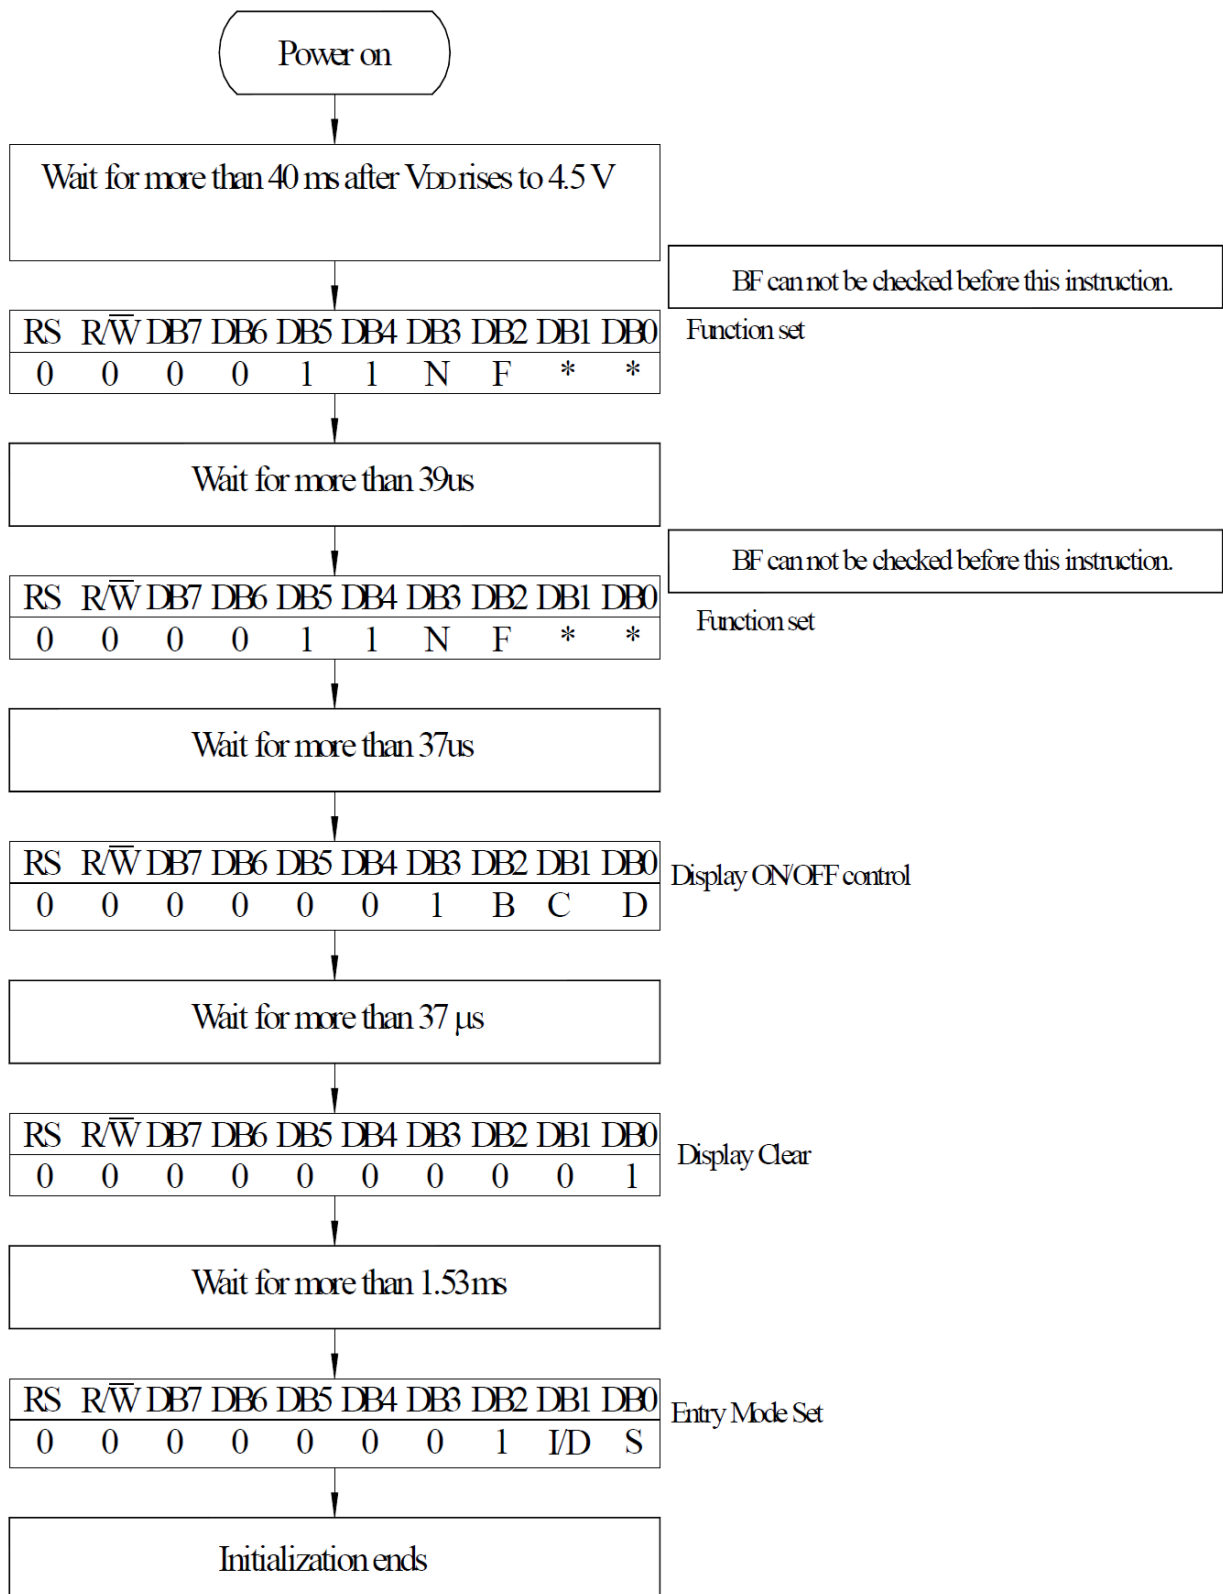 Power on
Wait for more than 40 ms after VDD rises to 4.5 V
BF can not be checked before this instruction.
RS R/W̅ DB7 DB6 DB5 DB4 DB3 DB2 DB1 DB0
Function set
0 0 0 0 1 1 N F * *
Wait for more than 39us
BF can not be checked before this instruction.
RS R/W̅ DB7 DB6 DB5 DB4 DB3 DB2 DB1 DB0
Function set
0 0 0 0 1 1 N F * *
Wait for more than 37us
RS R/W̅ DB7 DB6 DB5 DB4 DB3 DB2 DB1 DB0
Display ON/OFF control
0 0 0 0 0 0 1 B C D
Wait for more than 37 µs
RS R/W̅ DB7 DB6 DB5 DB4 DB3 DB2 DB1 DB0
Display Clear
0 0 0 0 0 0 0 0 0 1
Wait for more than 1.53ms
RS R/W̅ DB7 DB6 DB5 DB4 DB3 DB2 DB1 DB0
Entry Mode Set
0 0 0 0 0 0 0 1 I/D S
Initialization ends